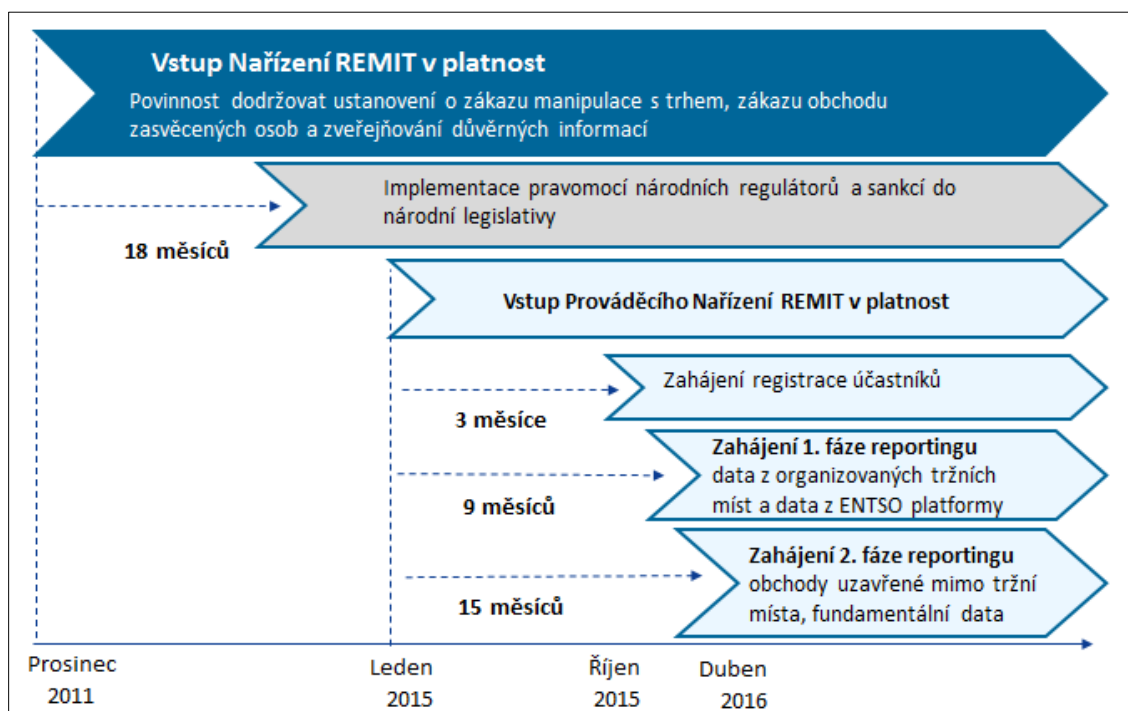 Vstup Nařízení REMIT v platnost
Povinnost dodržovat ustanovení o zákazu manipulace s trhem, zákazu obchodu
zasvěcených osob a zveřejňování důvěrných informací
Implementace pravomocí národních regulátorů a sankcí do
národní legislativy
18 měsíců
Vstup Prováděcího Nařízení REMIT v platnost
Zahájení registrace účastníků
3 měsíce
Zahájení 1. fáze reportingu
data z organizovaných tržních
míst a data z ENTSO platformy
9 měsíců
Zahájení 2. fáze reportingu
obchody uzavřené mimo tržní
místa, fundamentální data
15 měsíců
Prosinec
2011
Leden
2015
Říjen
2015
Duben
2016